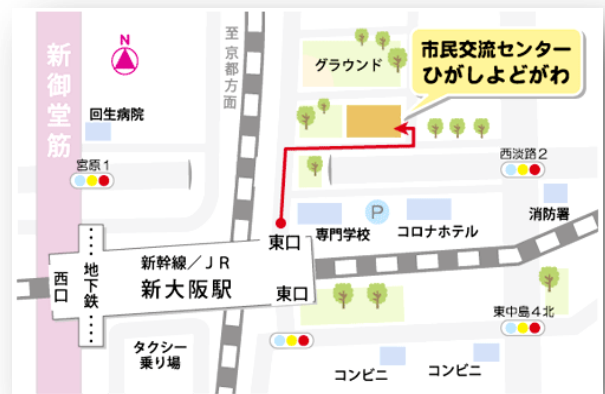 N
至京都方面
新御堂筋
グラウンド
市民交流センター
ひがしよどがわ
回生病院
宮原1
西淡路2
P
消防署
専門学校
コロナホテル
東口
新幹線/JR
新大阪駅
東口
西口
地下鉄
東中島4北
タクシー
乗り場
コンビニ
コンビニ